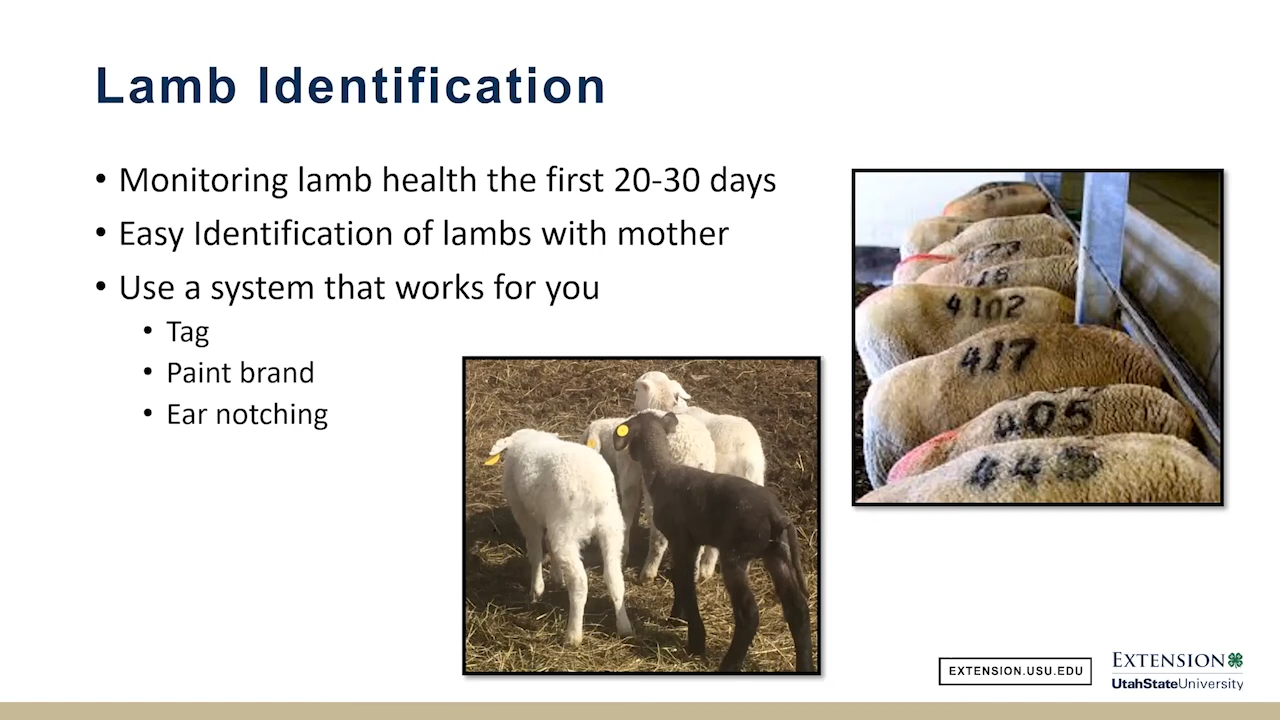 Lamb Identification
• Monitoring lamb health the first 20-30 days
• Easy Identification of lambs with mother
• Use a system that works for you
• Tag
• Paint brand
• Ear notching
4102
417
405
EXTENSION.USU.EDU
EXTENSION
UtahStateUniversity